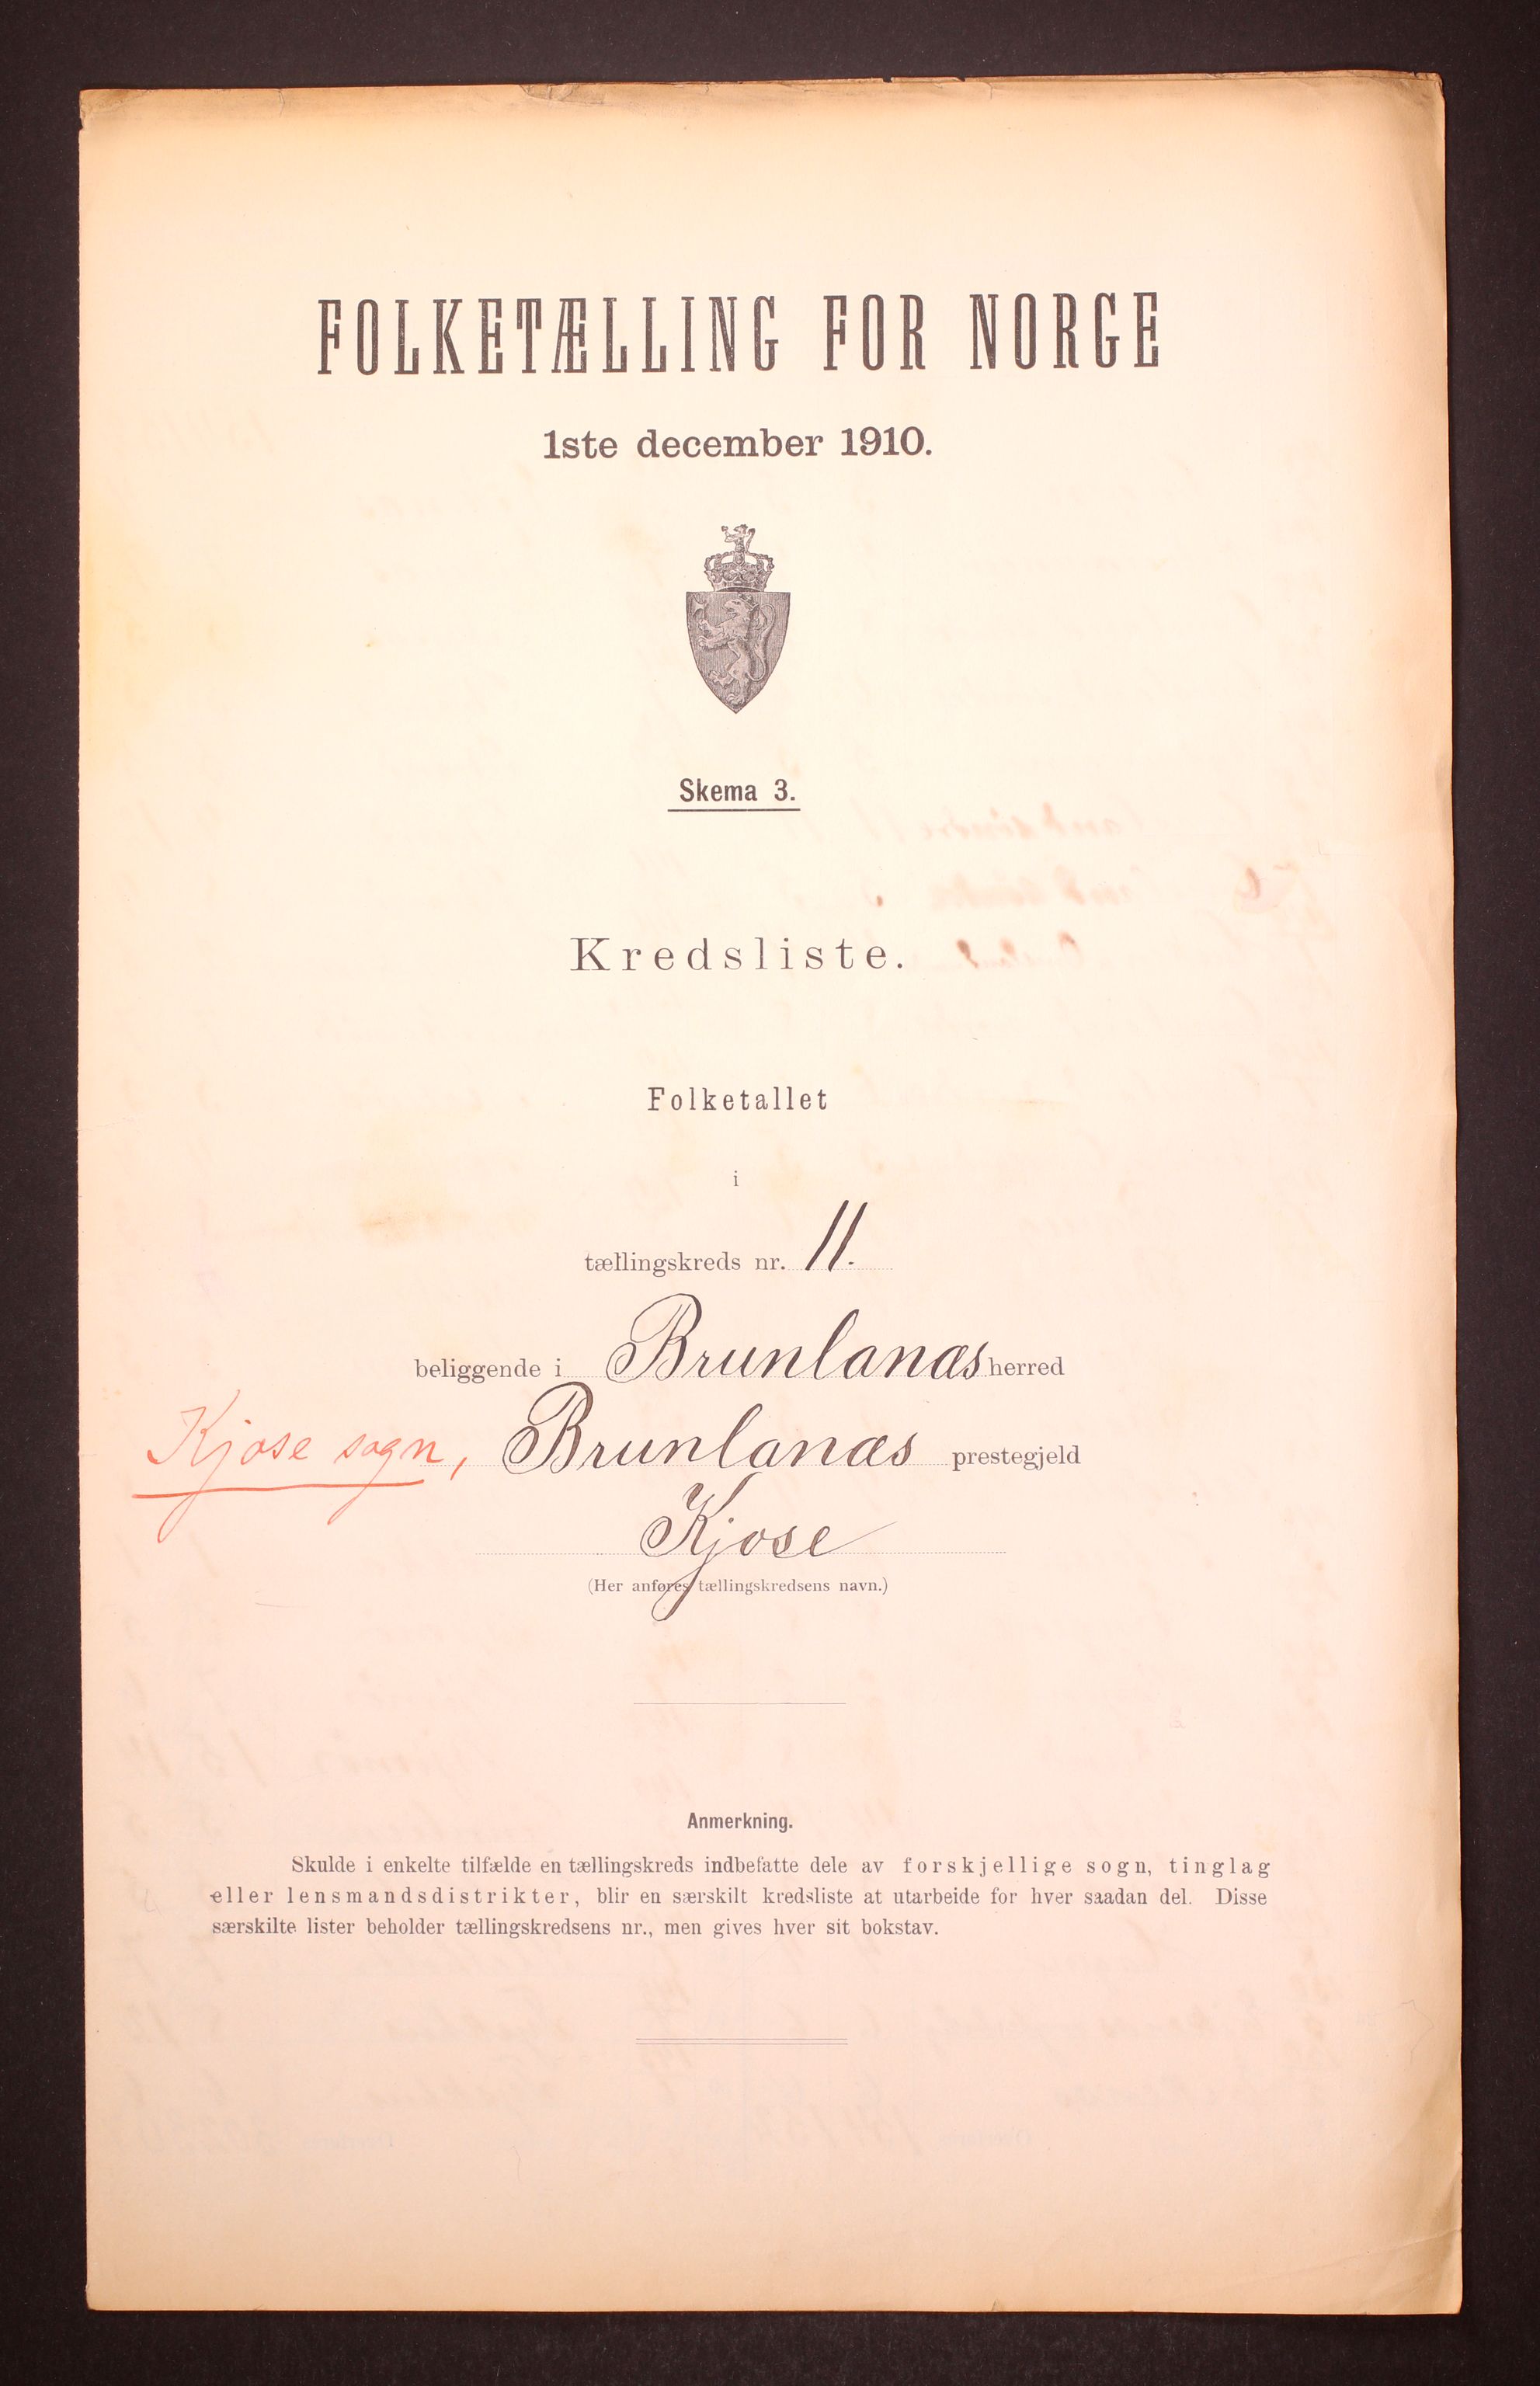 FOLKETÆLLING FOR NORGE
1ste december 1910.
Skema 3.
Kredsliste.
Folketallet
i
tællingskreds nr. 11.
beliggende i Brunlanæs herred
Kjose sogn, Brunlanæs prestegjeld
Kjose
(Her anføres tællingskredsens navn.)
Anmerkning.
Skulde i enkelte tilfælde en tællingskreds indbefatte dele av forskjellige sogn, tinglag
eller lensmandsdistrikter, blir en særskilt kredsliste at utarbeide for hver saadan del. Disse
særskilte lister beholder tællingskredsens nr., men gives hver sit bokstav.